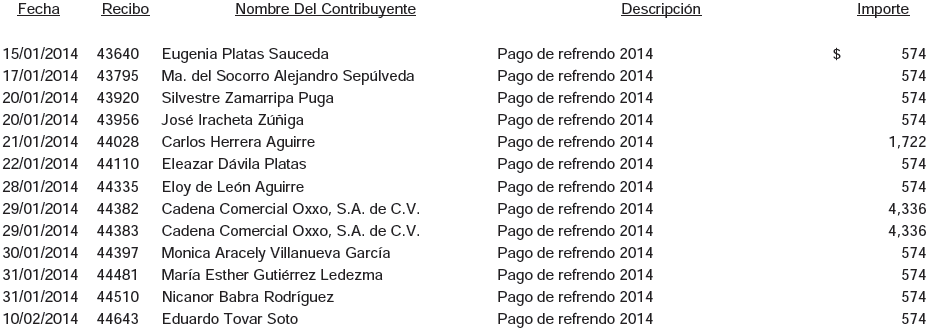 Fecha Recibo Nombre Del Contribuyente Descripción Importe
15/01/2014 43640 Eugenia Platas Sauceda Pago de refrendo 2014 $ 574
17/01/2014 43795 Ma. del Socorro Alejandro Sepúlveda Pago de refrendo 2014 574
20/01/2014 43920 Silvestre Zamarripa Puga Pago de refrendo 2014 574
20/01/2014 43956 José Iracheta Zúñiga Pago de refrendo 2014 574
21/01/2014 44028 Carlos Herrera Aguirre Pago de refrendo 2014 1,722
22/01/2014 44110 Eleazar Dávila Platas Pago de refrendo 2014 574
28/01/2014 44335 Eloy de León Aguirre Pago de refrendo 2014 574
29/01/2014 44382 Cadena Comercial Oxxo, S.A. de C.V. Pago de refrendo 2014 4,336
29/01/2014 44383 Cadena Comercial Oxxo, S.A. de C.V. Pago de refrendo 2014 4,336
30/01/2014 44397 Monica Aracely Villanueva García Pago de refrendo 2014 574
31/01/2014 44481 María Esther Gutiérrez Ledezma Pago de refrendo 2014 574
31/01/2014 44510 Nicanor Babra Rodríguez Pago de refrendo 2014 574
10/02/2014 44643 Eduardo Tovar Soto Pago de refrendo 2014 574